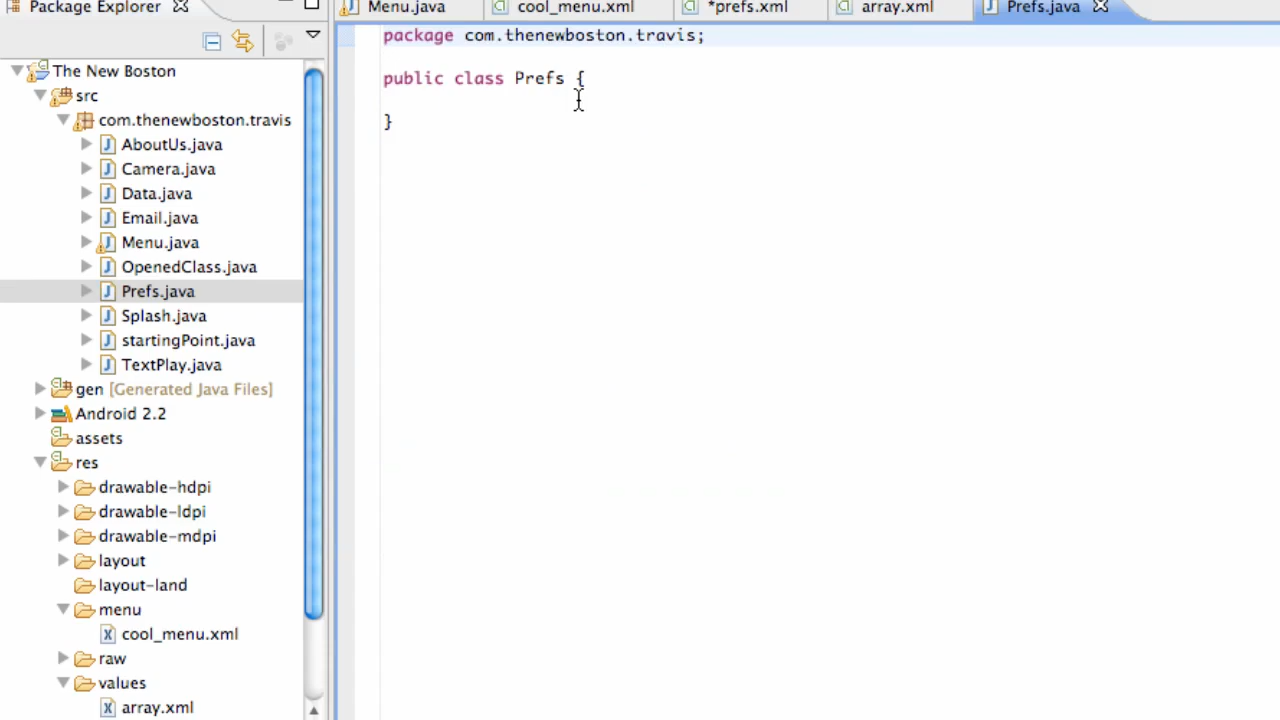 Package Explorer
Menu.java
cool_menu.xml
*prefs.xml
array.xml
Prefs.java
The New Boston
src
com.thenewboston.travis
AboutUs.java
Camera.java
Data.java
Email.java
Menu.java
OpenedClass.java
Prefs.java
Splash.java
startingPoint.java
TextPlay.java
gen [Generated Java Files]
Android 2.2
assets
res
drawable-hdpi
drawable-ldpi
drawable-mdpi
layout
layout-land
menu
cool_menu.xml
raw
values
array.xml
package com.thenewboston.travis;
public class Prefs {
}